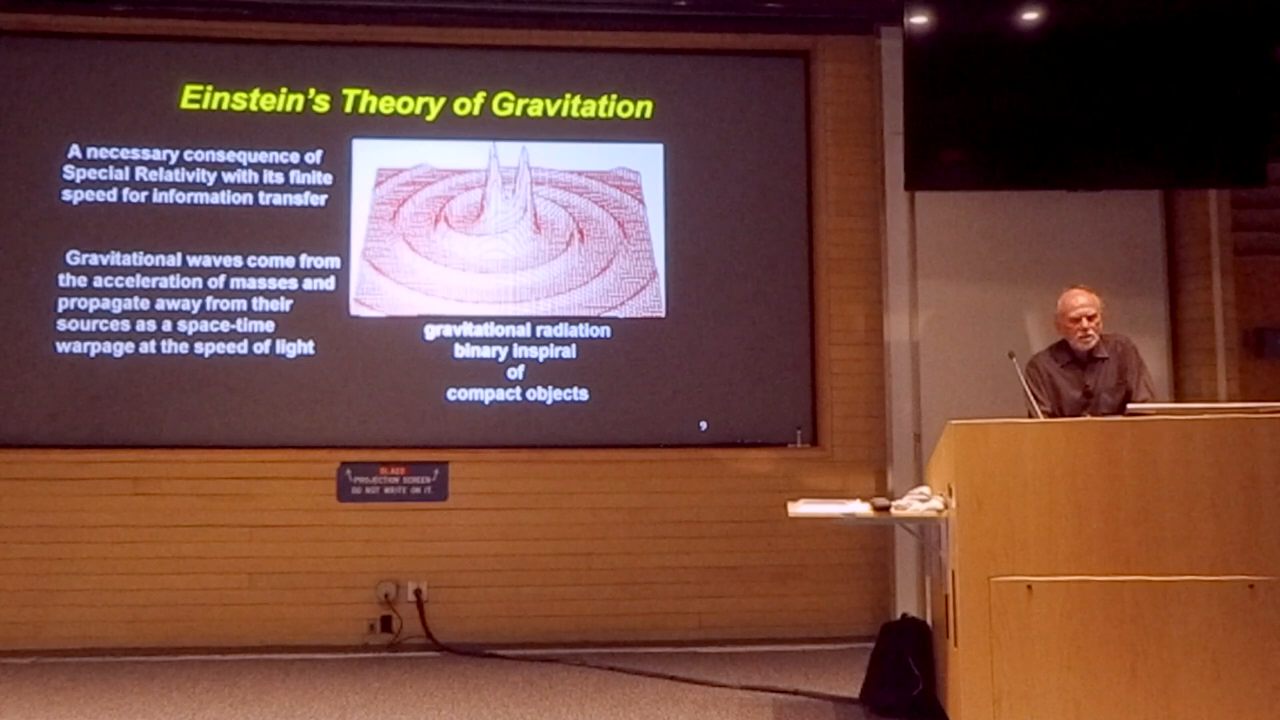 Einstein's Theory of Gravitation
A necessary consequence of
Special Relativity with its finite
speed for information transfer
Gravitational waves come from
the acceleration of masses and
propagate away from their
sources as a space-time
warpage at the speed of light
gravitational radiation
binary inspiral
of
compact objects
9
GLASS
PROJECTION SCREEN
DO NOT WRITE ON IT.